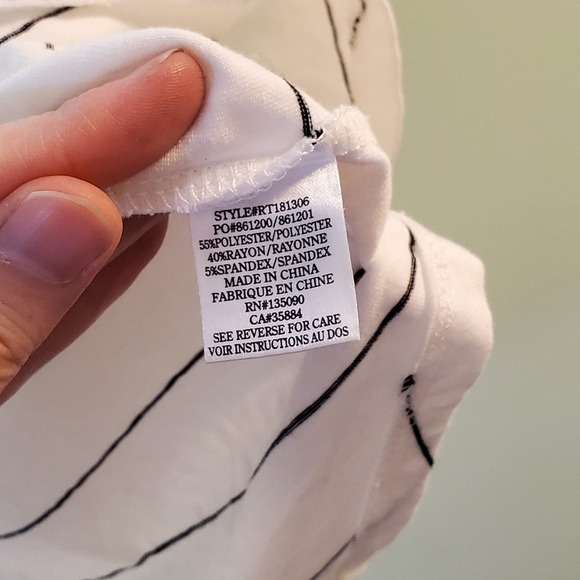 STYLE#RT181306
PO#861200/861201
55%POLYESTER/POLYESTER
40%RAYON/RAYONNE
5%SPANDEX/SPANDEX
MADE IN CHINA
FABRIQUE EN CHINE
RN#135090
CA#35884
SEE REVERSE FOR CARE
VOIR INSTRUCTIONS AU DOS